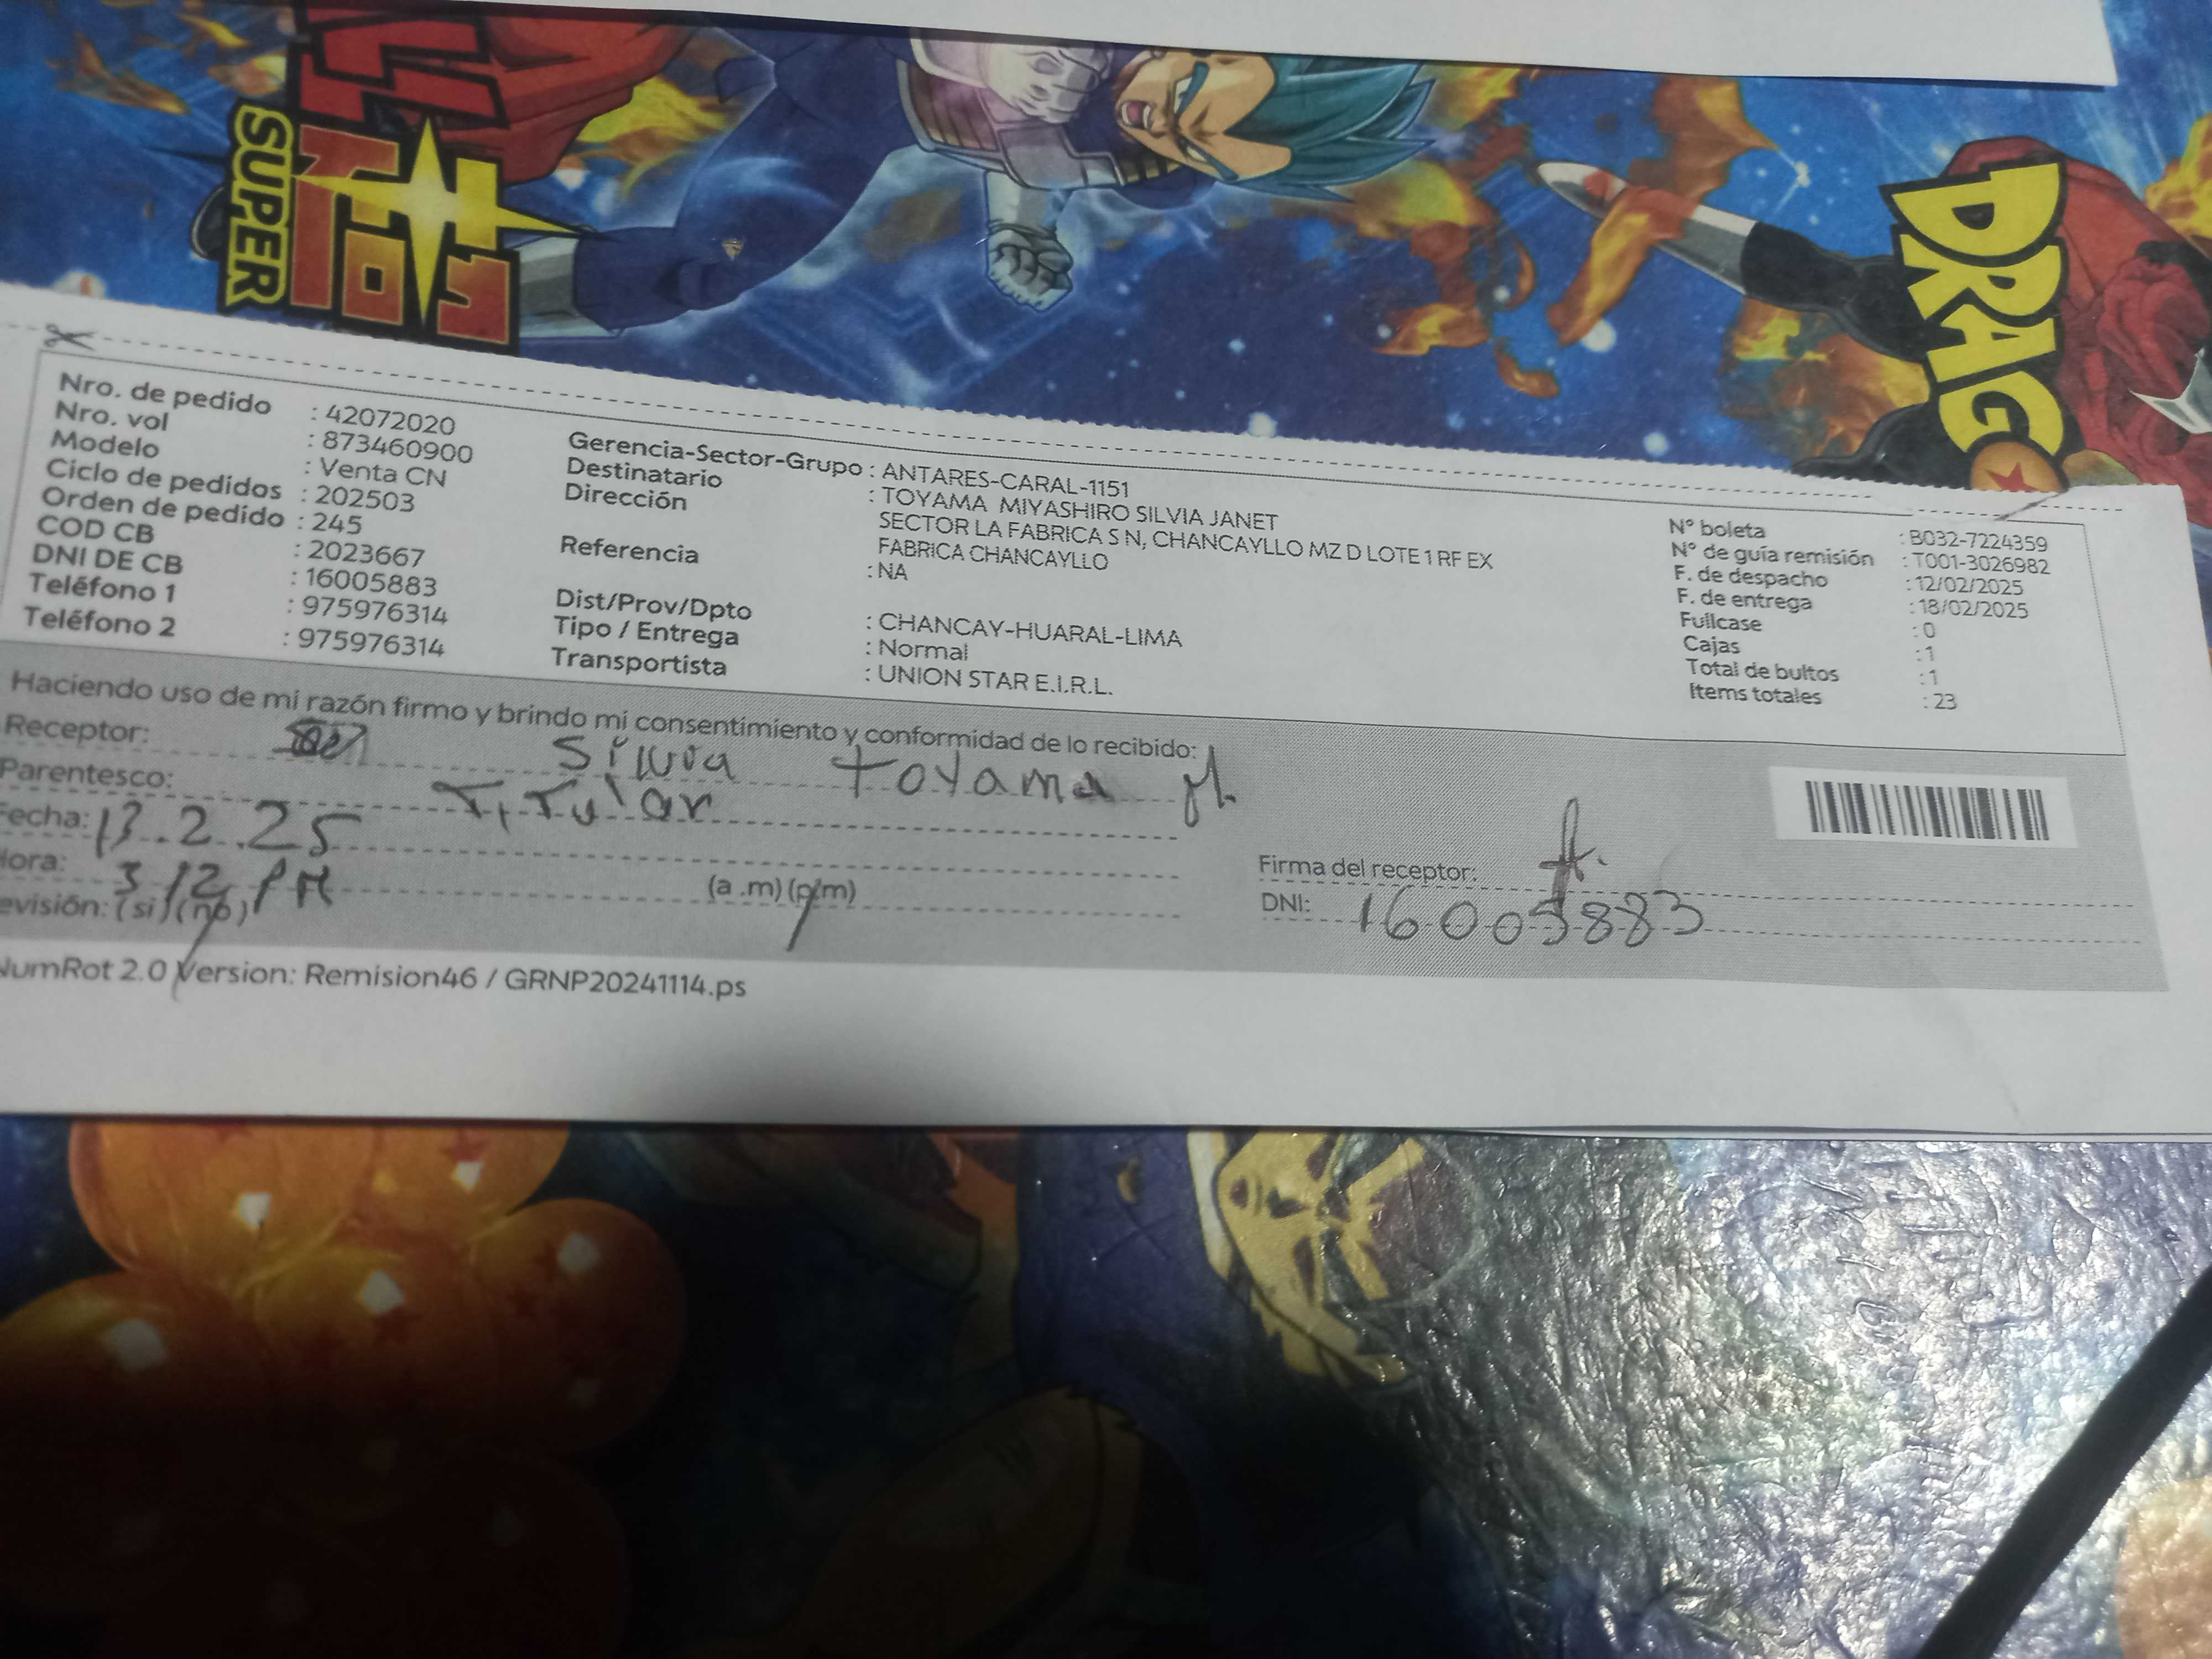 SUPER
DRAG
Nro. de pedido : 42072020
Nro. vol : 873460900
Modelo : Venta CN
Ciclo de pedidos : 202503
Orden de pedido : 245
COD CB : 2023667
DNI DE CB : 16005883
Teléfono 1 : 975976314
Teléfono 2 : 975976314
Gerencia-Sector-Grupo : ANTARES-CARAL-1151
Destinatario : TOYAMA MIYASHIRO SILVIA JANET
Dirección SECTOR LA FABRICA S N, CHANCAYLLO MZ D LOTE 1 RF EX
FABRICA CHANCAYLLO
Referencia : NA
Dist/Prov/Dpto : CHANCAY-HUARAL-LIMA
Tipo / Entrega : Normal
Transportista : UNION STAR E.I.R.L.
N° boleta : B032-7224359
N° de guía remisión : T001-3026982
F. de despacho : 12/02/2025
F. de entrega : 18/02/2025
Fullcase : 0
Cajas : 1
Total de bultos : 1
Items totales : 23
Haciendo uso de mi razón firmo y brindo mi consentimiento y conformidad de lo recibido:
Receptor: Silvia Toyama M.
Parentesco: Titular
Fecha: 13.2.25
Hora: 3 12 PM (a .m) (p.m)
evisión: (si) (no)
Firma del receptor:
DNI: 16005883
NumRot 2.0 Version: Remision46 / GRNP20241114.ps